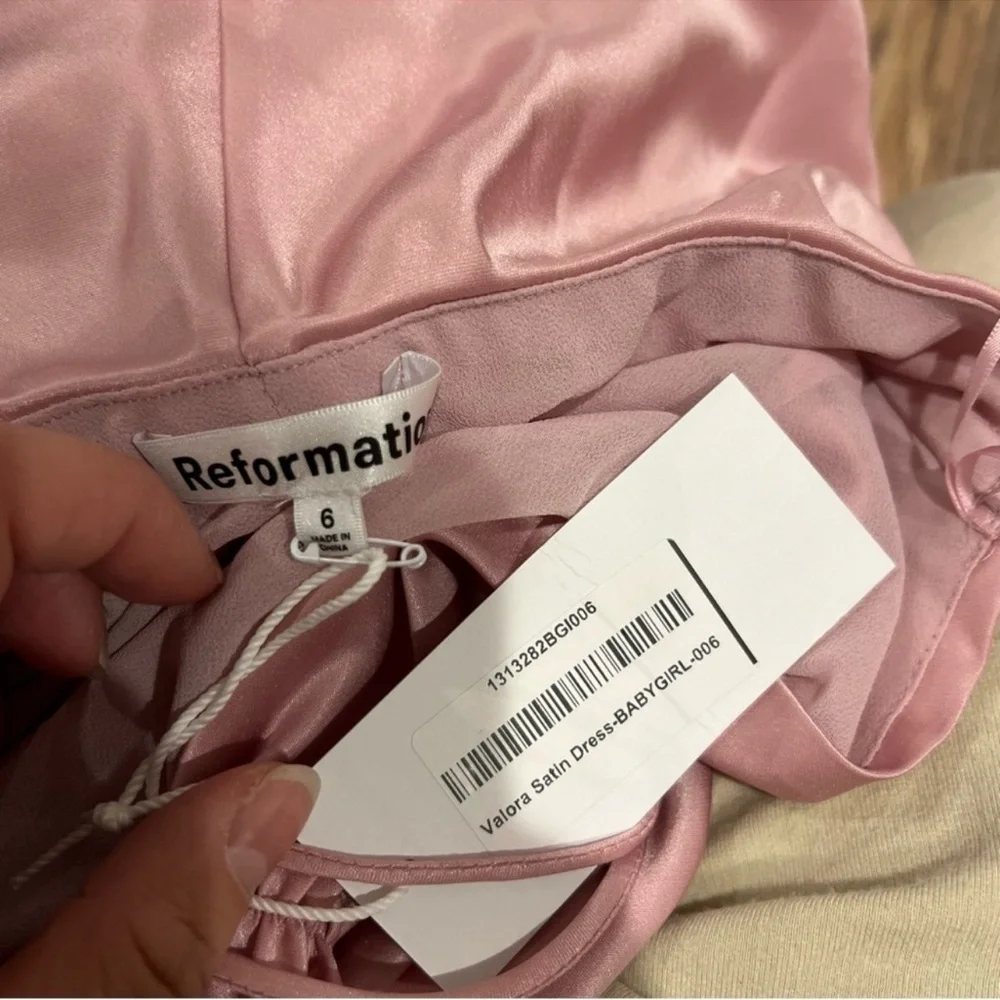 Reformatio
6
MADE IN
CHINA
1313282BGI006
Valora Satin Dress-BABYGIRL-006